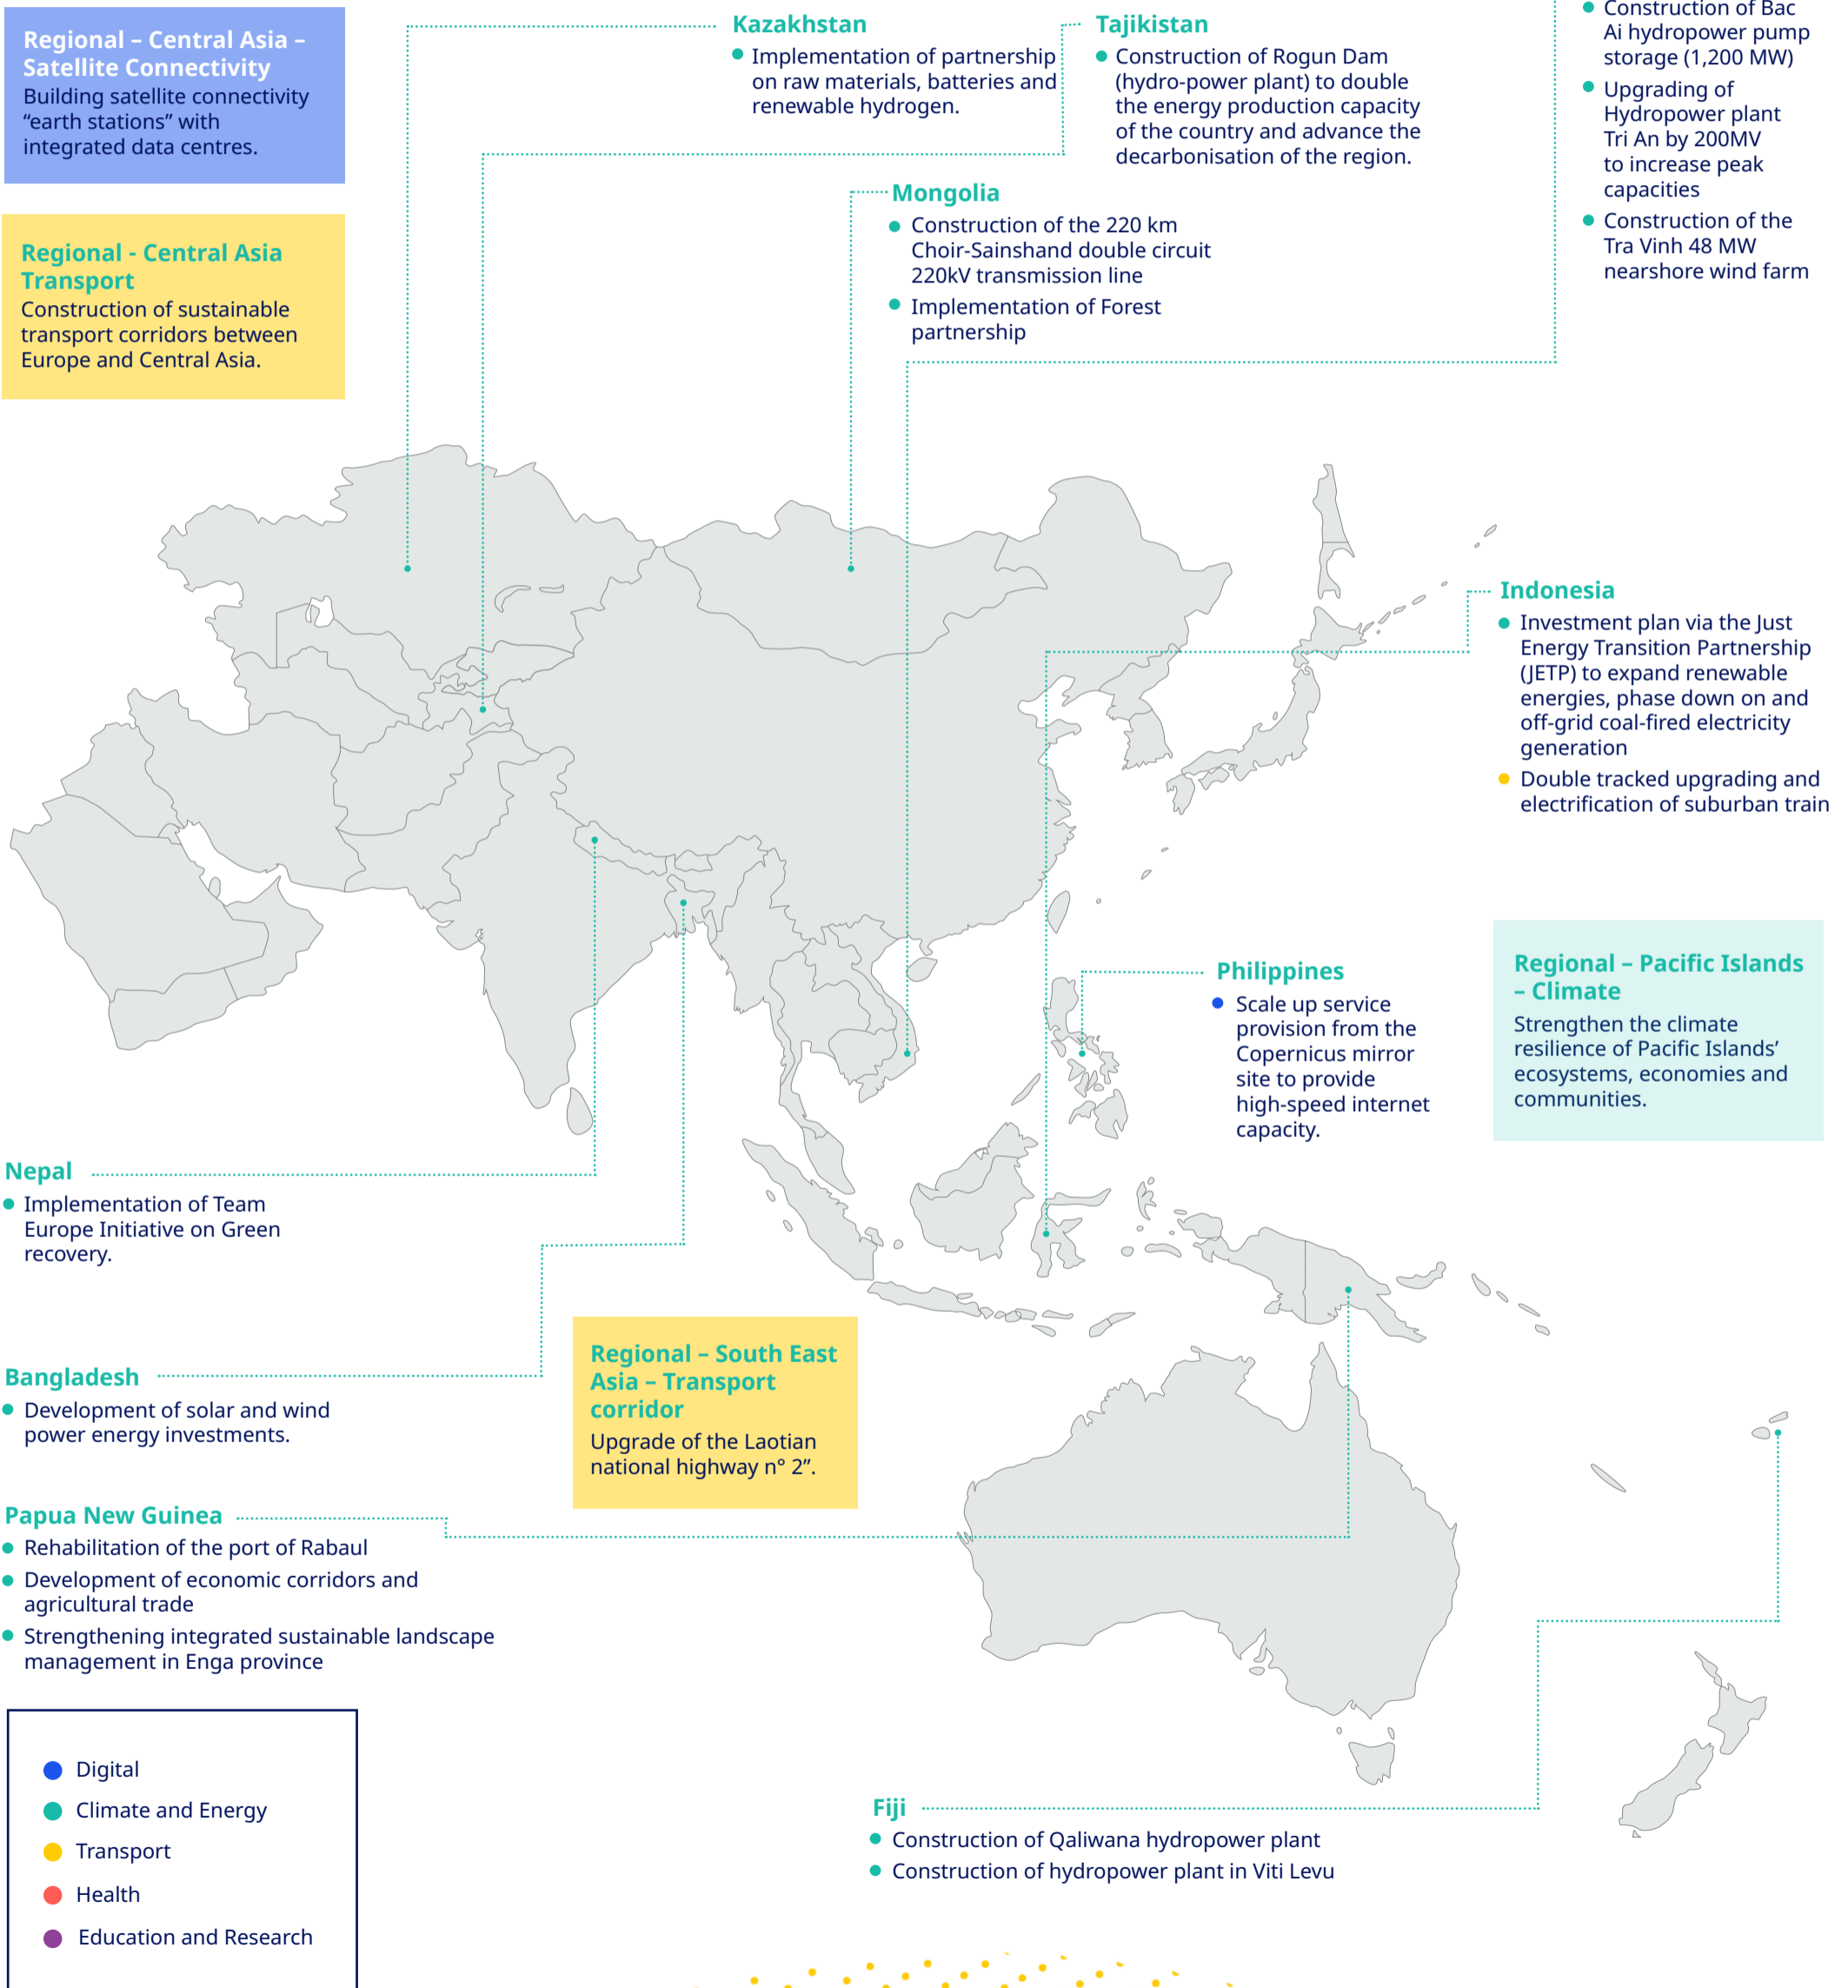 Regional – Central Asia –
Satellite Connectivity
Building satellite connectivity
“earth stations” with
integrated data centres.
Regional - Central Asia
Transport
Construction of sustainable
transport corridors between
Europe and Central Asia.
Kazakhstan
Implementation of partnership
on raw materials, batteries and
renewable hydrogen.
Tajikistan
Construction of Rogun Dam
(hydro-power plant) to double
the energy production capacity
of the country and advance the
decarbonisation of the region.
Mongolia
Construction of the 220 km
Choir-Sainshand double circuit
220kV transmission line
Implementation of Forest
partnership
Construction of Bac
Ai hydropower pump
storage (1,200 MW)
Upgrading of
Hydropower plant
Tri An by 200MV
to increase peak
capacities
Construction of the
Tra Vinh 48 MW
nearshore wind farm
Indonesia
Investment plan via the Just
Energy Transition Partnership
(JETP) to expand renewable
energies, phase down on and
off-grid coal-fired electricity
generation
Double tracked upgrading and
electrification of suburban train
Philippines
Scale up service
provision from the
Copernicus mirror
site to provide
high-speed internet
capacity.
Regional – Pacific Islands
– Climate
Strengthen the climate
resilience of Pacific Islands’
ecosystems, economies and
communities.
Nepal
Implementation of Team
Europe Initiative on Green
recovery.
Bangladesh
Development of solar and wind
power energy investments.
Regional – South East
Asia – Transport
corridor
Upgrade of the Laotian
national highway n° 2”.
Papua New Guinea
Rehabilitation of the port of Rabaul
Development of economic corridors and
agricultural trade
Strengthening integrated sustainable landscape
management in Enga province
Digital
Climate and Energy
Transport
Health
Education and Research
Fiji
Construction of Qaliwana hydropower plant
Construction of hydropower plant in Viti Levu